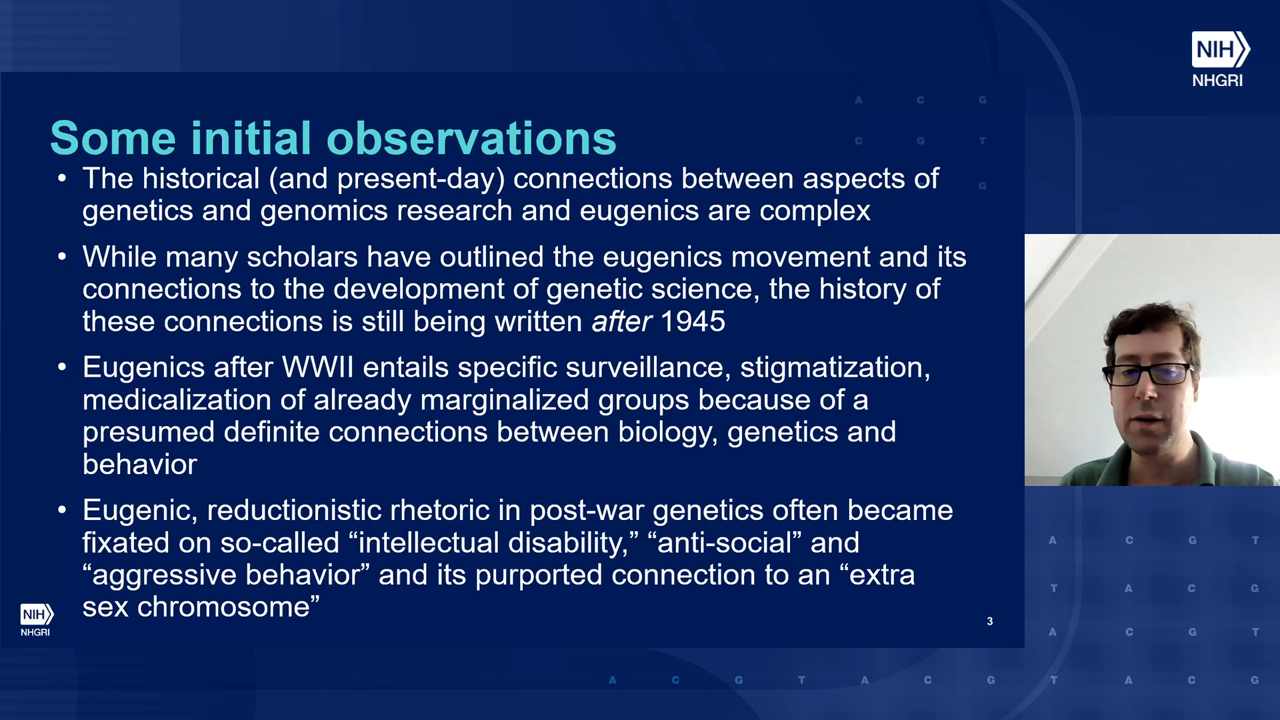 NIH
NHGRI
A C G
Some initial observations
C G T
• The historical (and present-day) connections between aspects of
G
genetics and genomics research and eugenics are complex
• While many scholars have outlined the eugenics movement and its
connections to the development of genetic science, the history of
these connections is still being written after 1945
• Eugenics after WWII entails specific surveillance, stigmatization,
medicalization of already marginalized groups because of a
presumed definite connections between biology, genetics and
behavior
• Eugenic, reductionistic rhetoric in post-war genetics often became
fixated on so-called “intellectual disability,” “anti-social” and
“aggressive behavior” and its purported connection to an “extra
sex chromosome”
NIH
NHGRI
3
A C G T
T A C G
A C G T
A C G T A C G T A C G